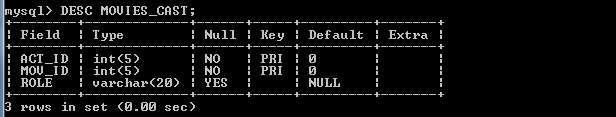 mysql> DESC MOVIES_CAST;
+--------+-------------+------+-----+---------+-------+
| Field  | Type        | Null | Key | Default | Extra |
+--------+-------------+------+-----+---------+-------+
| ACT_ID | int(5)      | NO   | PRI | 0       |       |
| MOV_ID | int(5)      | NO   | PRI | 0       |       |
| ROLE   | varchar(20) | YES  |     | NULL    |       |
+--------+-------------+------+-----+---------+-------+
3 rows in set (0.00 sec)